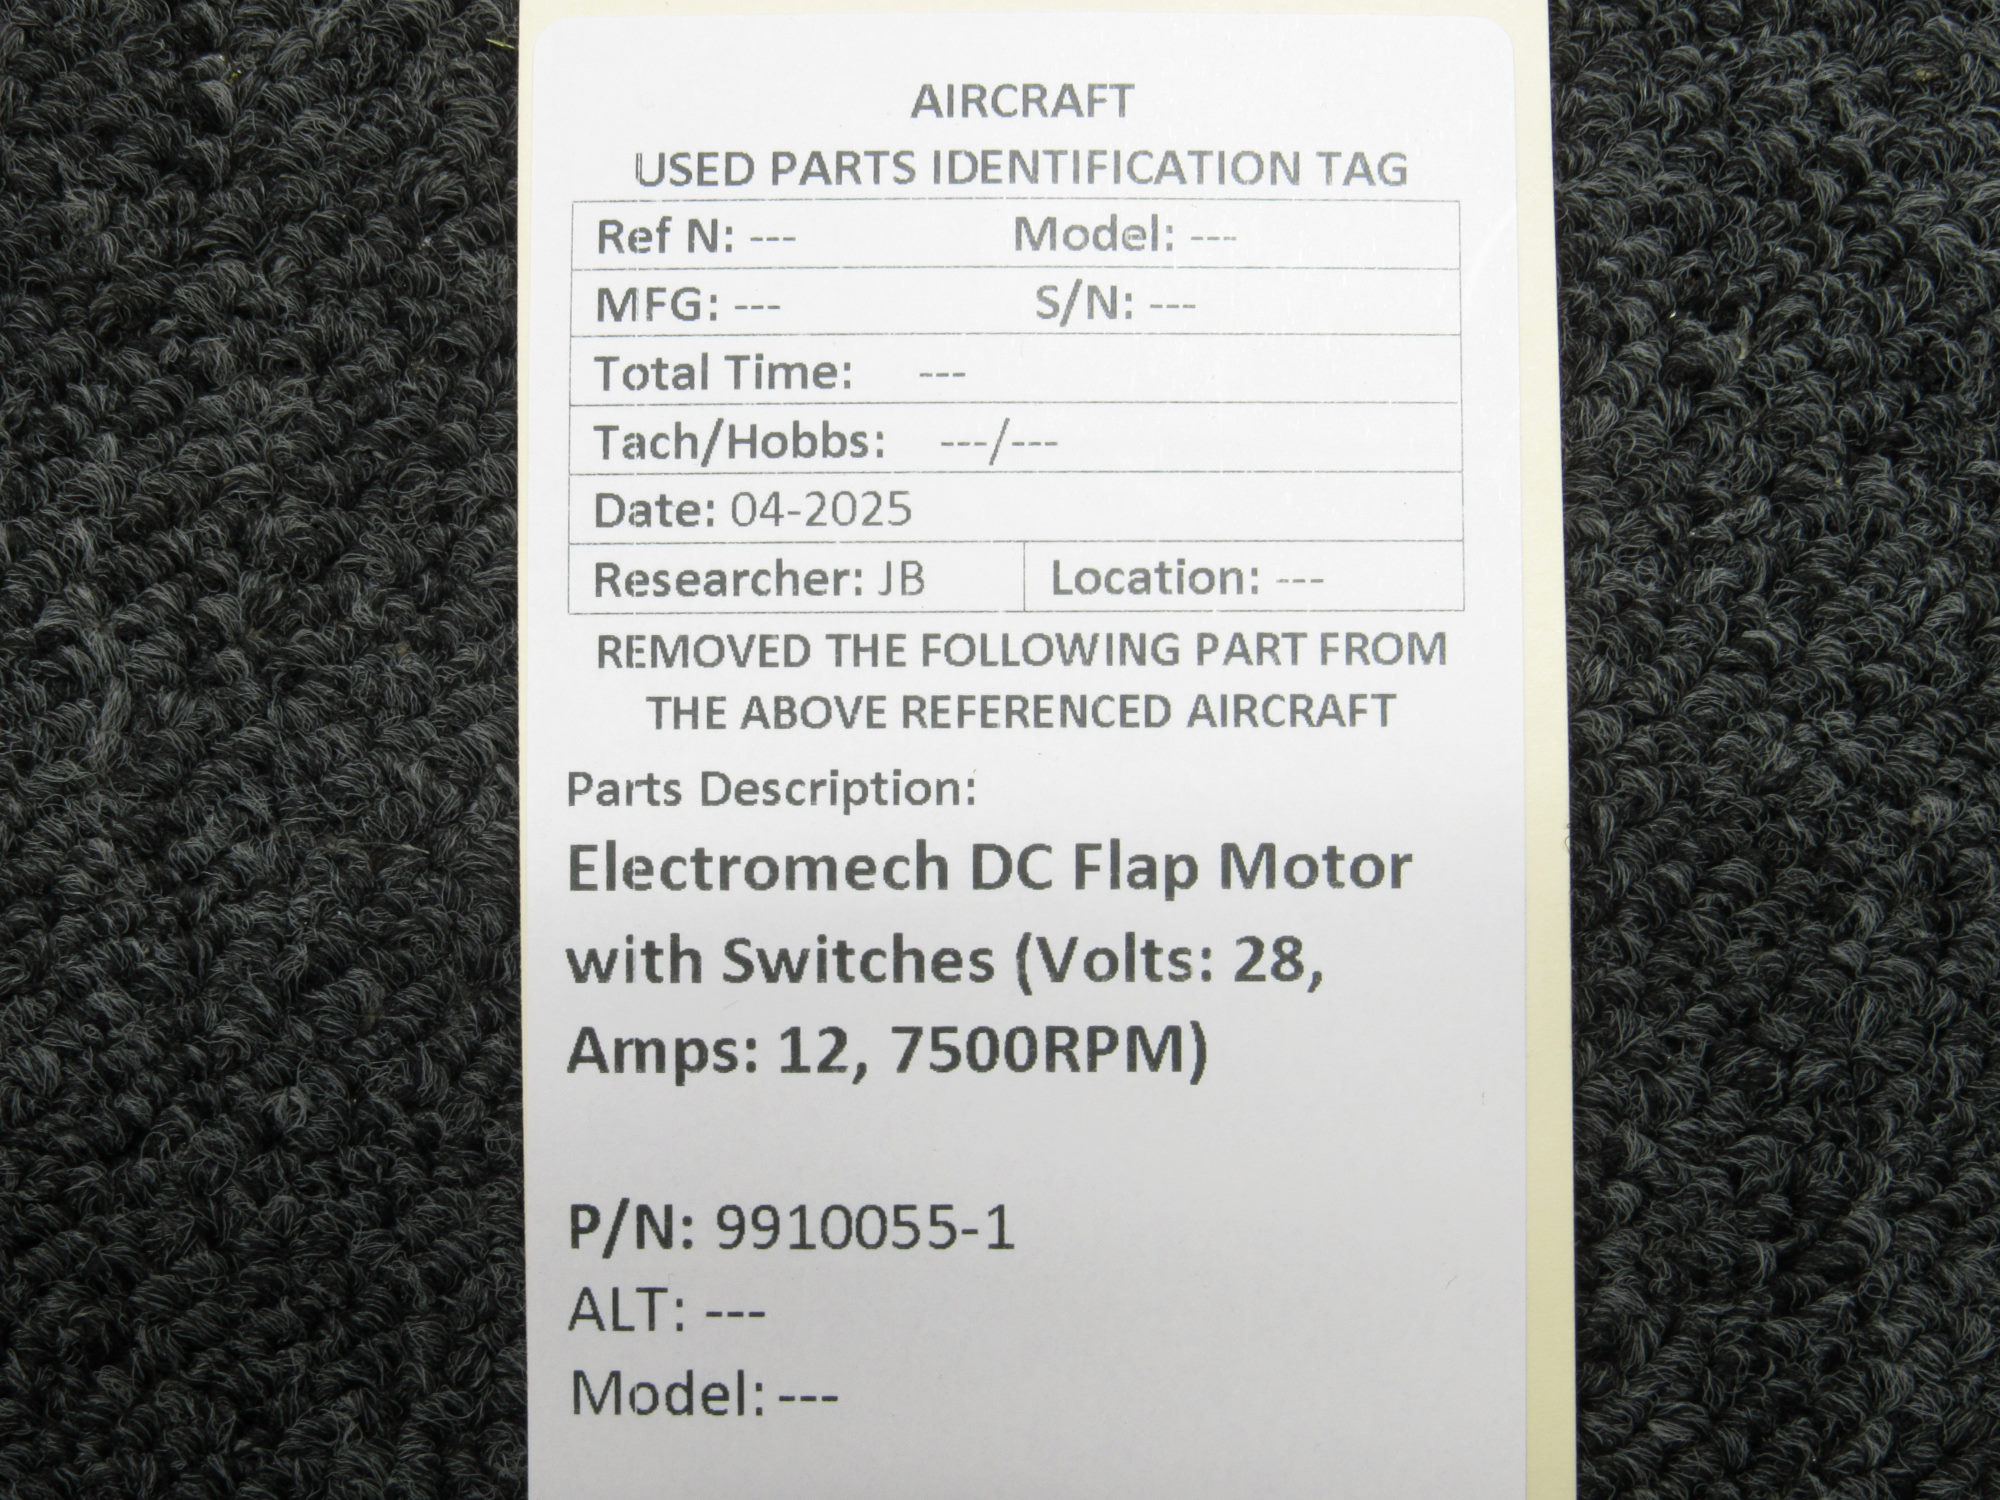 AIRCRAFT
USED PARTS IDENTIFICATION TAG
Ref N: --- Model: ---
MFG: --- S/N: ---
Total Time: ---
Tach/Hobbs: ---/---
Date: 04-2025
Researcher: JB Location: ---
REMOVED THE FOLLOWING PART FROM
THE ABOVE REFERENCED AIRCRAFT
Parts Description:
Electromech DC Flap Motor
with Switches (Volts: 28,
Amps: 12, 7500RPM)
P/N: 9910055-1
ALT: ---
Model: ---